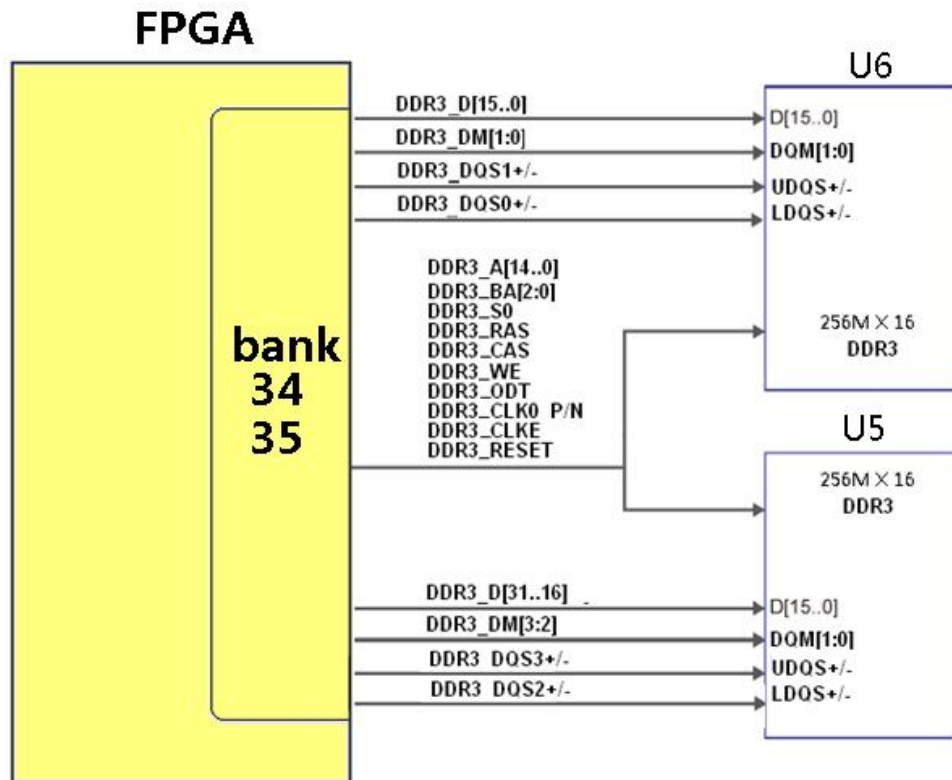 FPGA
U6
DDR3_D[15..0]
D[15..0]
DDR3_DM[1:0]
DQM[1:0]
DDR3_DQS1+/-
UDQS+/-
DDR3_DQS0+/-
LDQS+/-
DDR3_A[14..0]
DDR3_BA[2:0]
DDR3_S0
DDR3_RAS
DDR3_CAS
DDR3_WE
DDR3_ODT
DDR3_CLK0 P/N
DDR3_CLKE
DDR3_RESET
256M×16
DDR3
bank
34
35
U5
256M×16
DDR3
DDR3_D[31..16]
D[15..0]
DDR3_DM[3:2]
DQM[1:0]
DDR3 DQS3+/-
UDQS+/-
DDR3 DQS2+/-
LDQS+/-